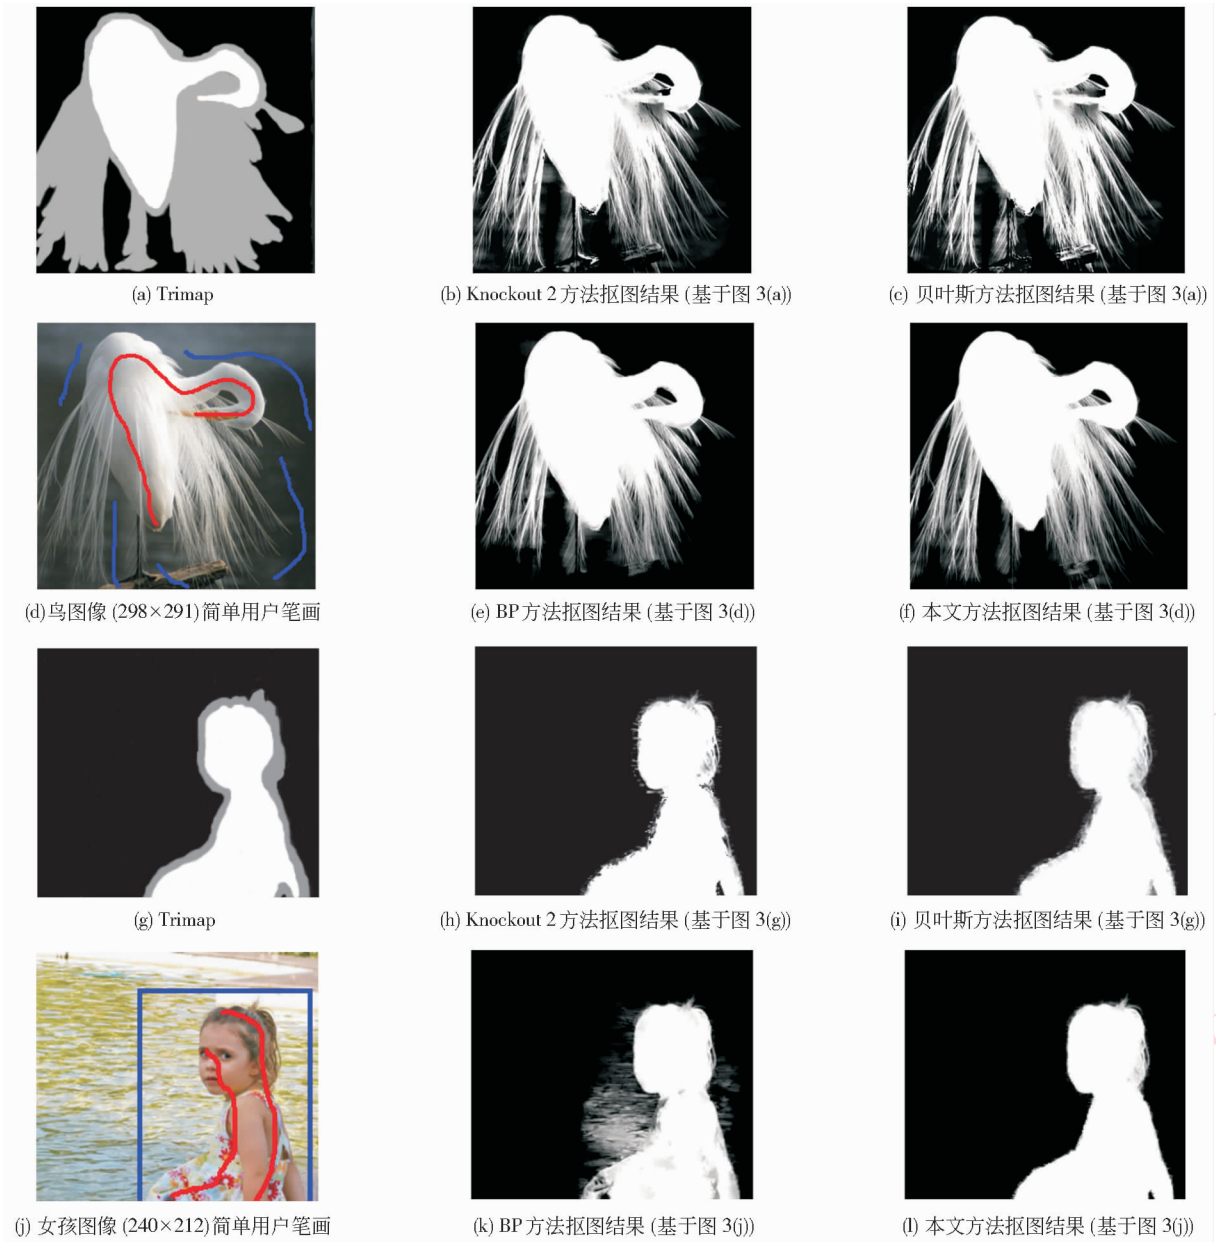 (a) Trimap
(b) Knockout 2 方法抠图结果 (基于图 3(a))
(c) 贝叶斯方法抠图结果 (基于图 3(a))
(d)鸟图像 (298×291)简单用户笔画
(e) BP 方法抠图结果 (基于图 3(d))
(f) 本文方法抠图结果 (基于图 3(d))
(g) Trimap
(h) Knockout 2 方法抠图结果 (基于图 3(g))
(i) 贝叶斯方法抠图结果 (基于图 3(g))
(j) 女孩图像 (240×212)简单用户笔画
(k) BP 方法抠图结果 (基于图 3(j))
(l) 本文方法抠图结果 (基于图 3(j))